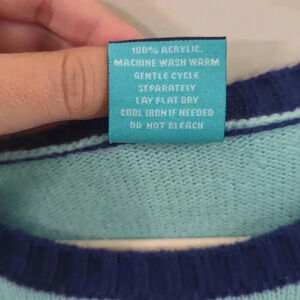 100% ACRYLIC.
MACHINE WASH WARM
GENTLE CYCLE
SEPARATELY
LAY FLAT DRY
COOL IRON IF NEEDED
DO NOT BLEACH